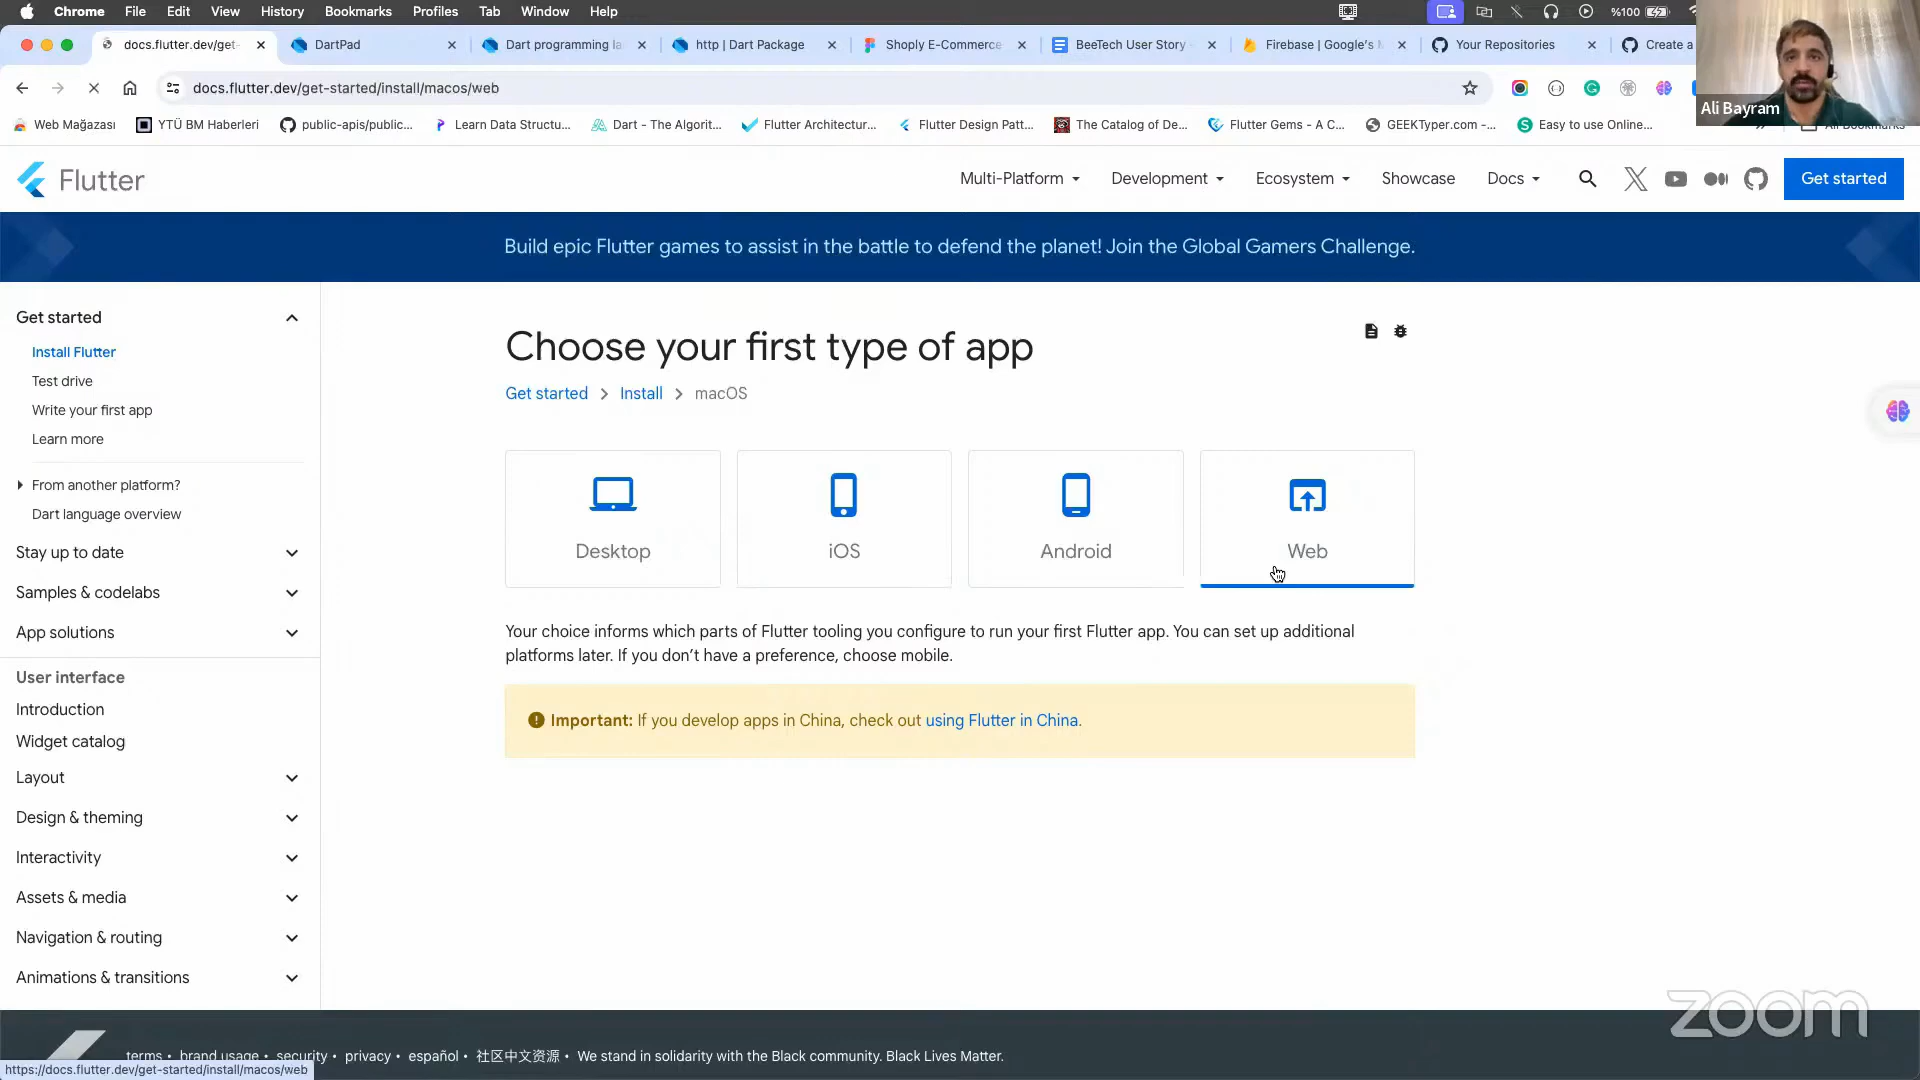 Chrome File Edit View History Bookmarks Profiles Tab Window Help %100
docs.flutter.dev/get- DartPad Dart programming la http | Dart Package Shoply E-Commerce BeeTech User Story Firebase | Google's M Your Repositories Create a
docs.flutter.dev/get-started/install/macos/web
Ali Bayram
Web Mağazası YTÜ BM Haberleri public-apis/public... Learn Data Structu... Dart - The Algorit... Flutter Architectur... Flutter Design Patt... The Catalog of De... Flutter Gems - A C... GEEKTyper.com -... Easy to use Online... All Bookmarks
Flutter Multi-Platform Development Ecosystem Showcase Docs Get started
Build epic Flutter games to assist in the battle to defend the planet! Join the Global Gamers Challenge.
Get started
Install Flutter
Test drive
Write your first app
Learn more
From another platform?
Dart language overview
Stay up to date
Samples & codelabs
App solutions
User interface
Introduction
Widget catalog
Layout
Design & theming
Interactivity
Assets & media
Navigation & routing
Animations & transitions
Choose your first type of app
Get started Install macOS
Desktop iOS Android Web
Your choice informs which parts of Flutter tooling you configure to run your first Flutter app. You can set up additional
platforms later. If you don't have a preference, choose mobile.
Important: If you develop apps in China, check out using Flutter in China.
zoom
terms • brand usage • security • privacy • español • 社区中文资源 • We stand in solidarity with the Black community. Black Lives Matter.
https://docs.flutter.dev/get-started/install/macos/web